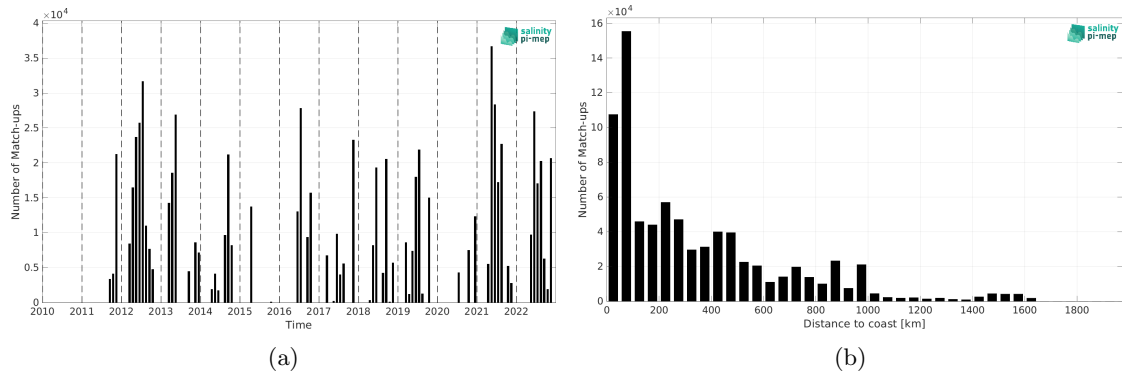 ×10⁴
4
3.5
3
2.5
2
1.5
1
0.5
0
Number of Match-ups
2010 2011 2012 2013 2014 2015 2016 2017 2018 2019 2020 2021 2022
Time
salinity
pi-mep
(a)
×10⁴
16
14
12
10
8
6
4
2
0
Number of Match-ups
0 200 400 600 800 1000 1200 1400 1600 1800
Distance to coast [km]
salinity
pi-mep
(b)